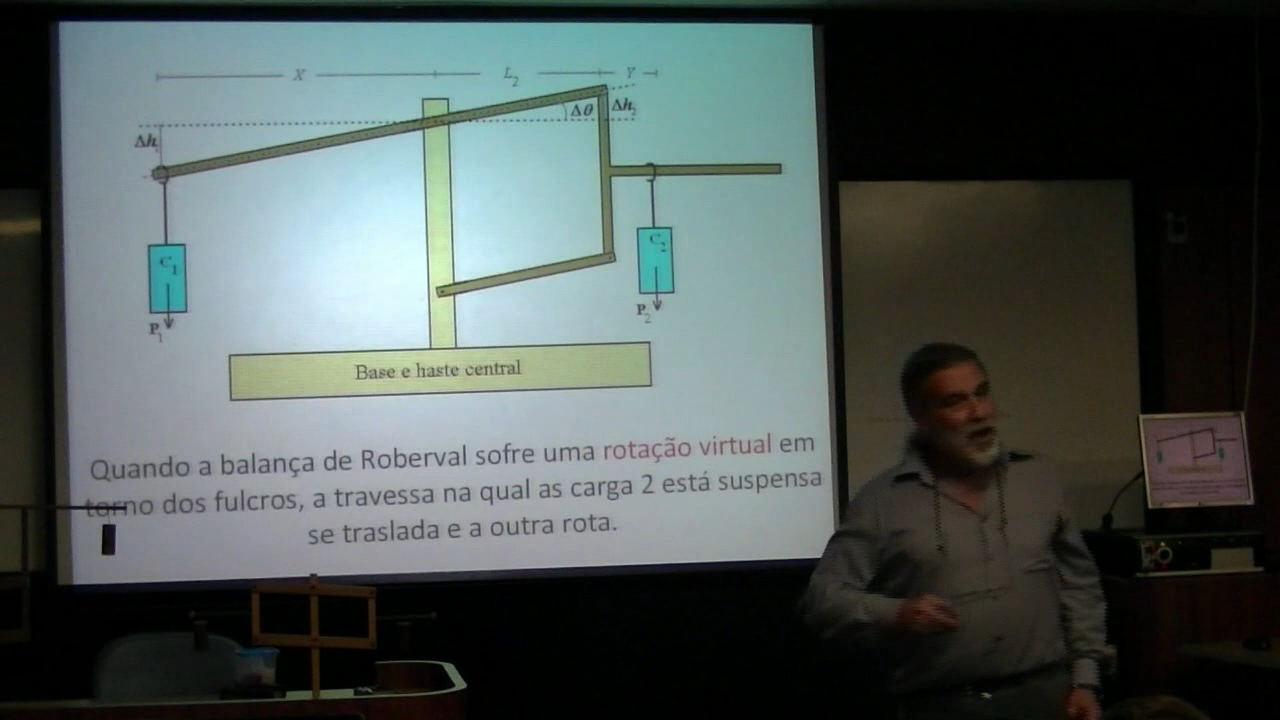 X L2 Y
Δθ Δh2
Δh
C1
C2
P1
P2
Base e haste central
Quando a balança de Roberval sofre uma rotação virtual em
torno dos fulcros, a travessa na qual as carga 2 está suspensa
se traslada e a outra rota.